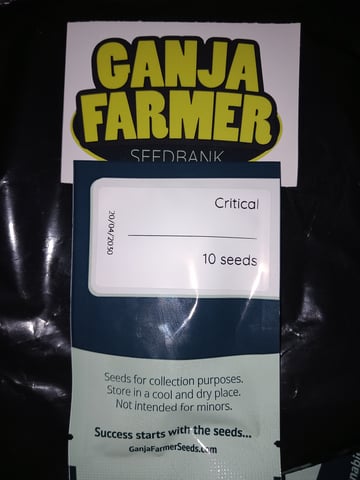 GANJA
FARMER
SEEDBANK
Critical
20/04/2030
10 seeds
Seeds for collection purposes.
Store in a cool and dry place.
Not intended for minors.
Success starts with the seeds...
GanjaFarmerSeeds.com